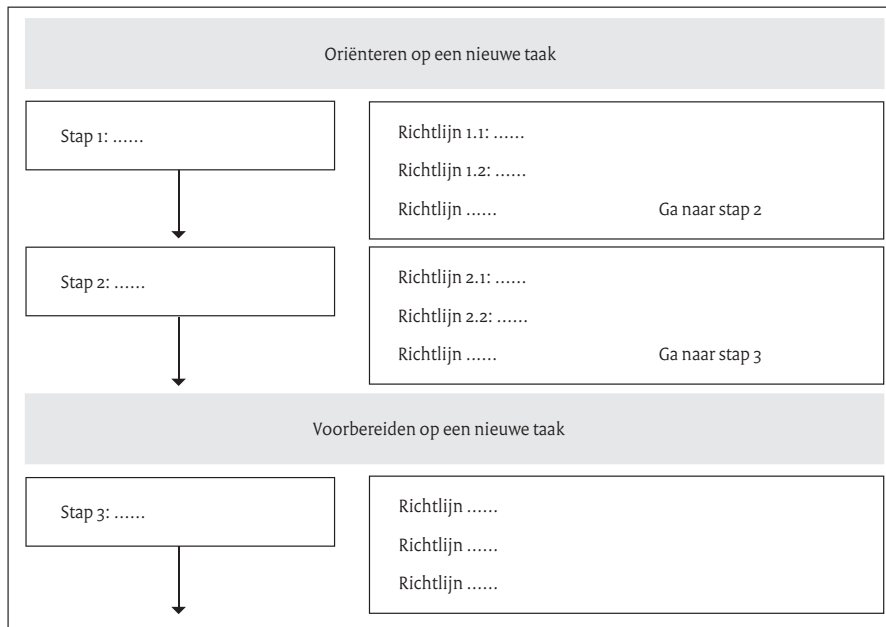 Oriënteren op een nieuwe taak
Stap 1: ......
Richtlijn 1.1: ......
Richtlijn 1.2: ......
Richtlijn ...... Ga naar stap 2
Stap 2: ......
Richtlijn 2.1: ......
Richtlijn 2.2: ......
Richtlijn ...... Ga naar stap 3
Voorbereiden op een nieuwe taak
Stap 3: ......
Richtlijn ......
Richtlijn ......
Richtlijn ......